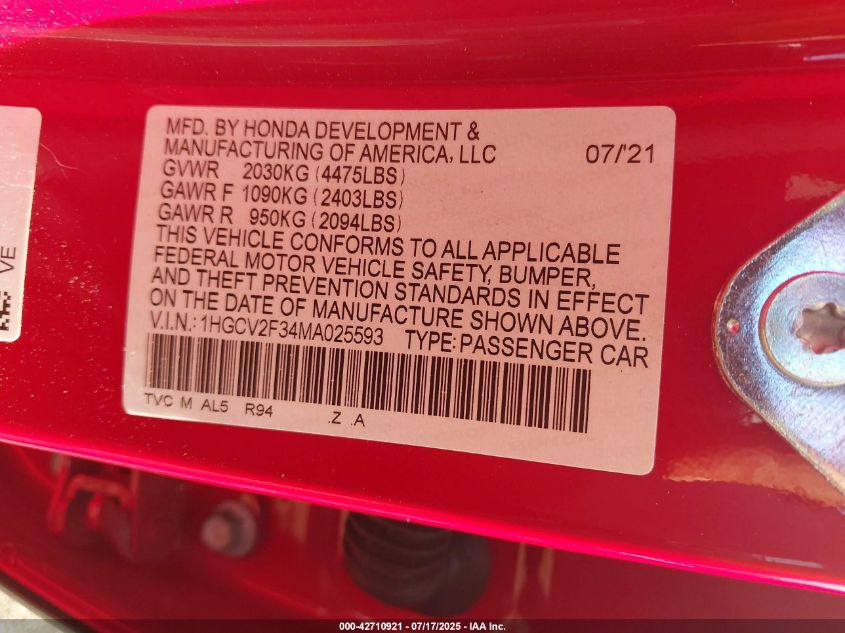 MFD. BY HONDA DEVELOPMENT &
MANUFACTURING OF AMERICA, LLC 07/'21
GVWR 2030KG (4475LBS)
GAWR F 1090KG (2403LBS)
GAWR R 950KG (2094LBS)
THIS VEHICLE CONFORMS TO ALL APPLICABLE
FEDERAL MOTOR VEHICLE SAFETY, BUMPER,
AND THEFT PREVENTION STANDARDS IN EFFECT
ON THE DATE OF MANUFACTURE SHOWN ABOVE.
V.I.N.: 1HGCV2F34MA025593 TYPE: PASSENGER CAR
TVC M AL5 R94 .Z .A
VE
000-42710921 - 07/17/2025 - IAA Inc.